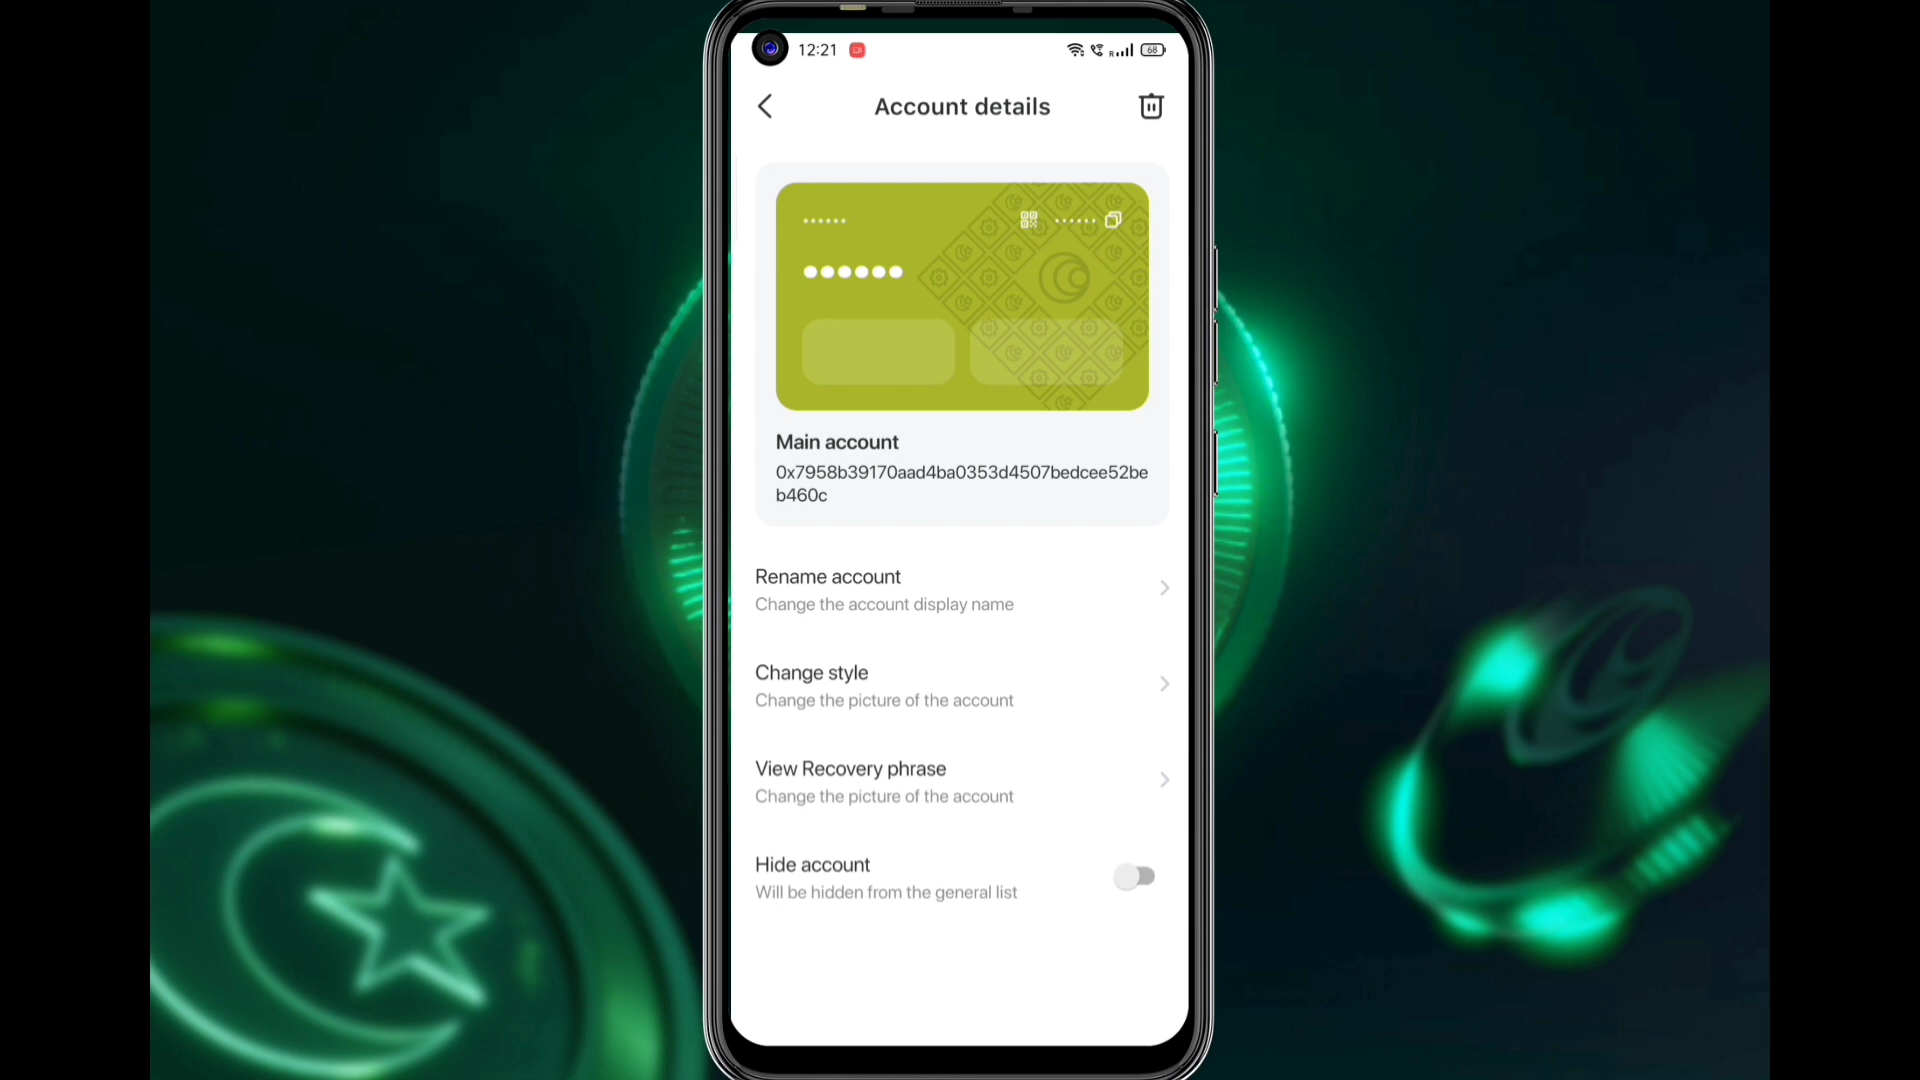 12:21
R
68
Account details
Main account
0x7958b39170aad4ba0353d4507bedcee52be
b460c
Rename account
Change the account display name
Change style
Change the picture of the account
View Recovery phrase
Change the picture of the account
Hide account
Will be hidden from the general list